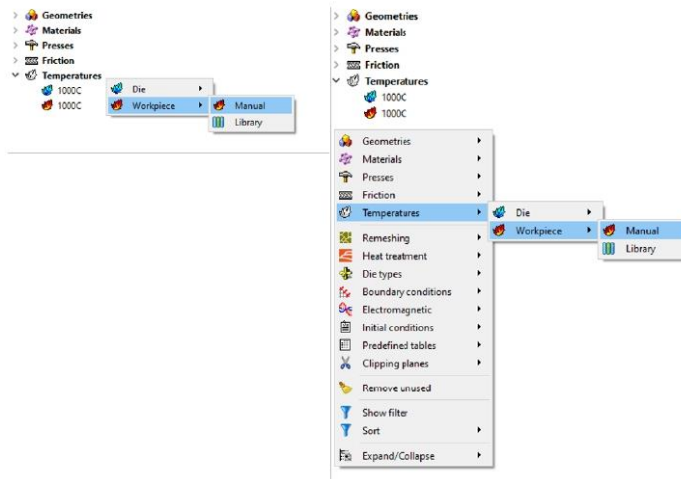 Geometries
Materials
Presses
Friction
Temperatures
1000C
1000C
Die
Workpiece
Manual
Library
Geometries
Materials
Presses
Friction
Temperatures
1000C
1000C
Geometries
Materials
Presses
Friction
Temperatures
Remeshing
Heat treatment
Die types
Boundary conditions
Electromagnetic
Initial conditions
Predefined tables
Clipping planes
Remove unused
Show filter
Sort
Expand/Collapse
Die
Workpiece
Manual
Library